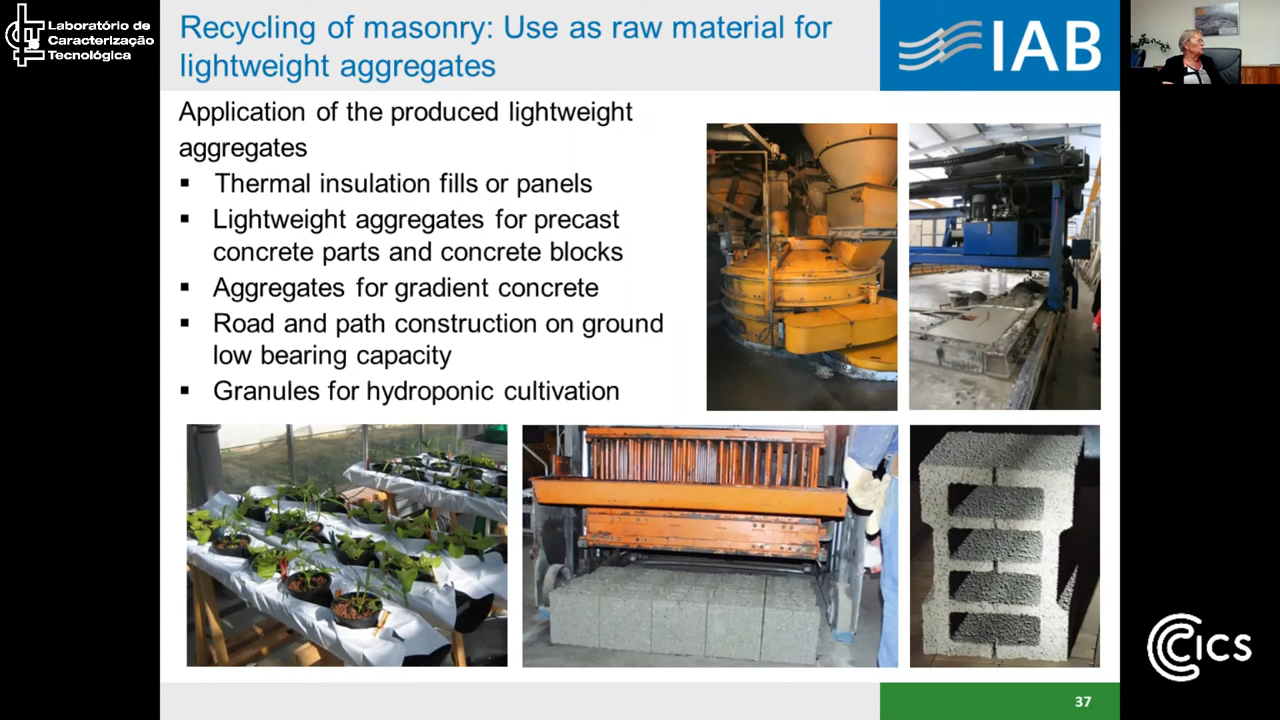 Laboratório de
Caracterização
Tecnológica
Recycling of masonry: Use as raw material for
lightweight aggregates
IAB
Application of the produced lightweight
aggregates
▪ Thermal insulation fills or panels
▪ Lightweight aggregates for precast
concrete parts and concrete blocks
▪ Aggregates for gradient concrete
▪ Road and path construction on ground
low bearing capacity
▪ Granules for hydroponic cultivation
CICS
37